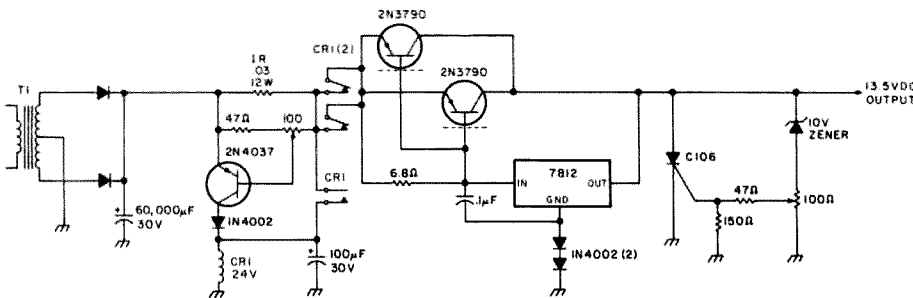 2N3790
CR1(2)
2N3790
1R
.03
12W
T1
13.5VDC
OUTPUT
47Ω
100
10V
ZENER
2N4037
C106
7812
6.8Ω
IN
OUT
GND
CR1
47Ω
100Ω
.1µF
150Ω
60,000µF
30V
1N4002
1N4002(2)
100µF
30V
CR1
24V